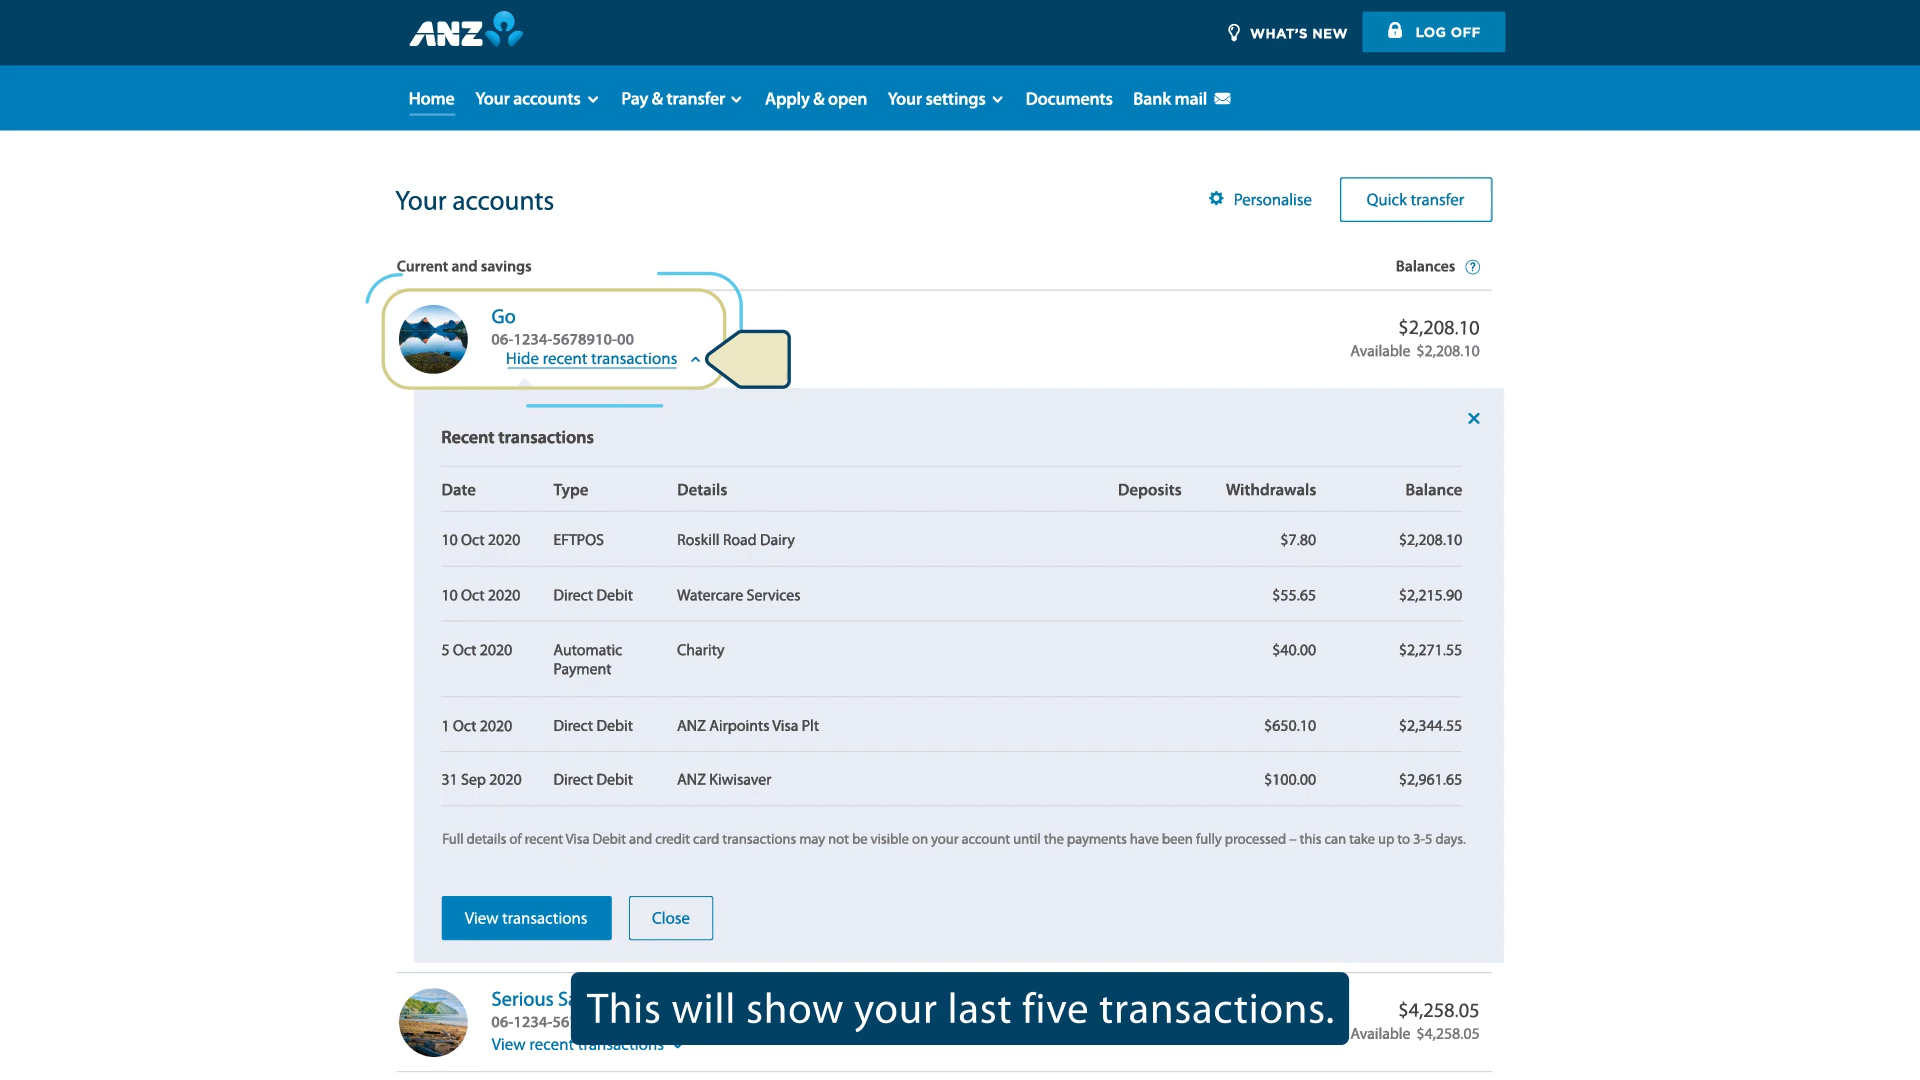 ANZ
WHAT'S NEW
LOG OFF
Home
Your accounts
Pay & transfer
Apply & open
Your settings
Documents
Bank mail
Your accounts
Personalise
Quick transfer
Current and savings
Balances ?
Go
06-1234-5678910-00
Hide recent transactions
$2,208.10
Available $2,208.10
Recent transactions
Date Type Details Deposits Withdrawals Balance
10 Oct 2020 EFTPOS Roskill Road Dairy $7.80 $2,208.10
10 Oct 2020 Direct Debit Watercare Services $55.65 $2,215.90
5 Oct 2020 Automatic Payment Charity $40.00 $2,271.55
1 Oct 2020 Direct Debit ANZ Airpoints Visa Plt $650.10 $2,344.55
31 Sep 2020 Direct Debit ANZ Kiwisaver $100.00 $2,961.65
Full details of recent Visa Debit and credit card transactions may not be visible on your account until the payments have been fully processed – this can take up to 3-5 days.
View transactions
Close
Serious
06-1234-56
View recent transactions
$4,258.05
Available $4,258.05
This will show your last five transactions.